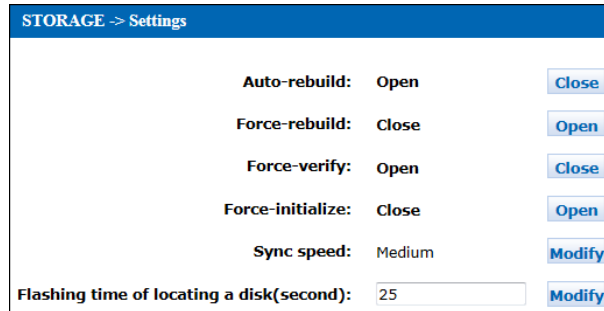 STORAGE -> Settings
Auto-rebuild: Open Close
Force-rebuild: Close Open
Force-verify: Open Close
Force-initialize: Close Open
Sync speed: Medium Modify
Flashing time of locating a disk(second): 25 Modify